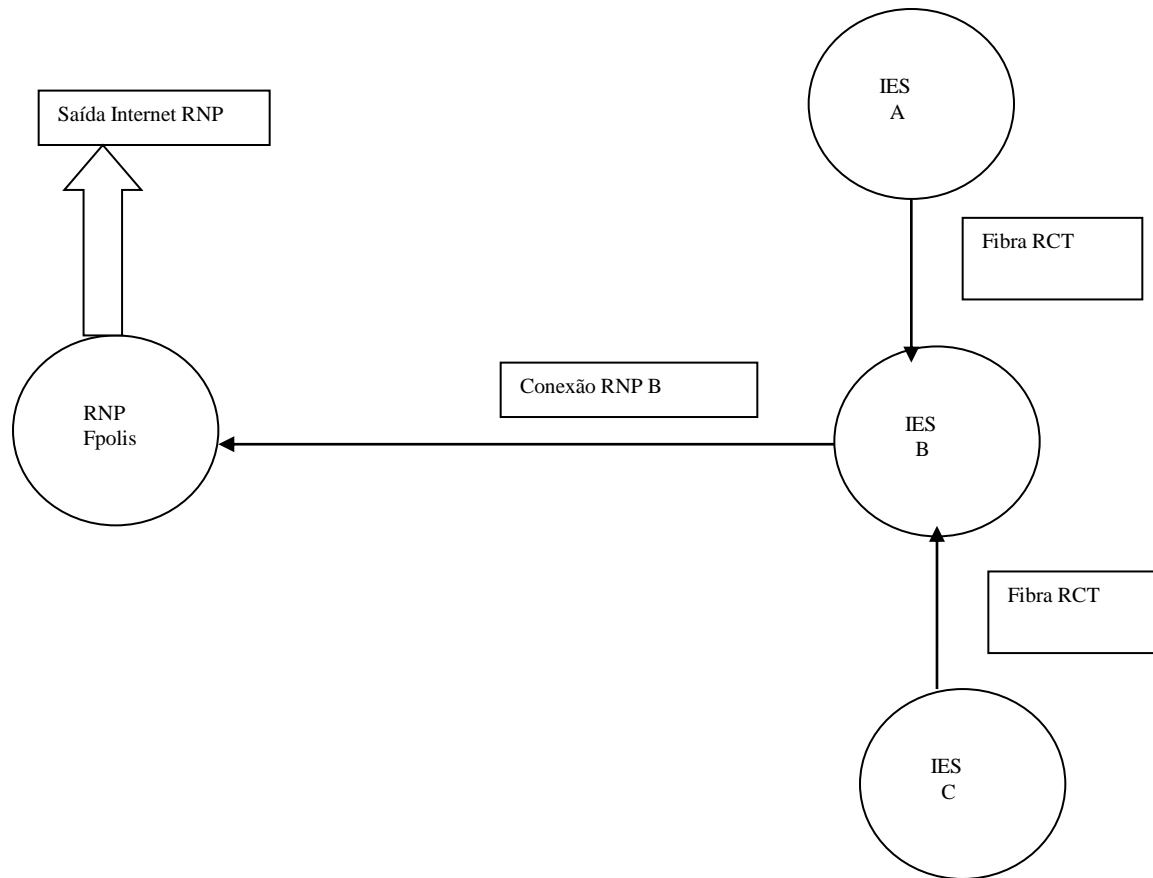 IES
A
Saída Internet RNP
Fibra RCT
Conexão RNP B
RNP
Fpolis
IES
B
Fibra RCT
IES
C